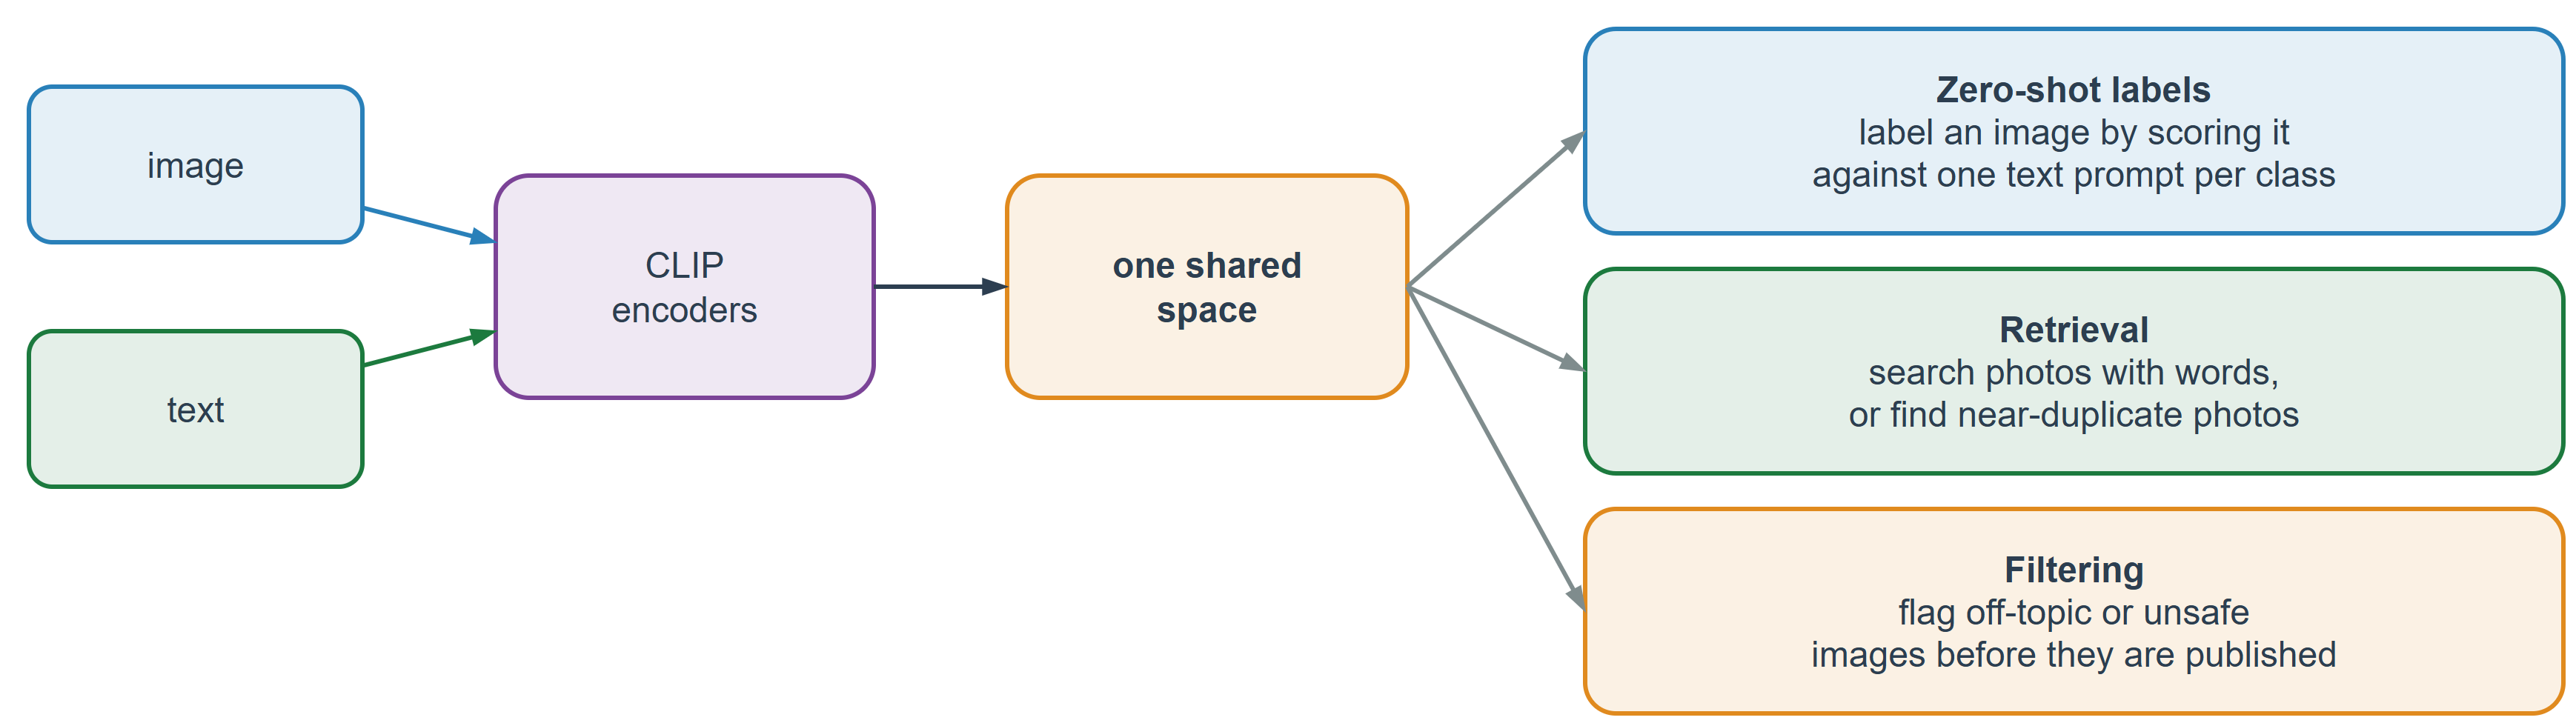 image
text
CLIP
encoders
one shared
space
Zero-shot labels
label an image by scoring it
against one text prompt per class
Retrieval
search photos with words,
or find near-duplicate photos
Filtering
flag off-topic or unsafe
images before they are published